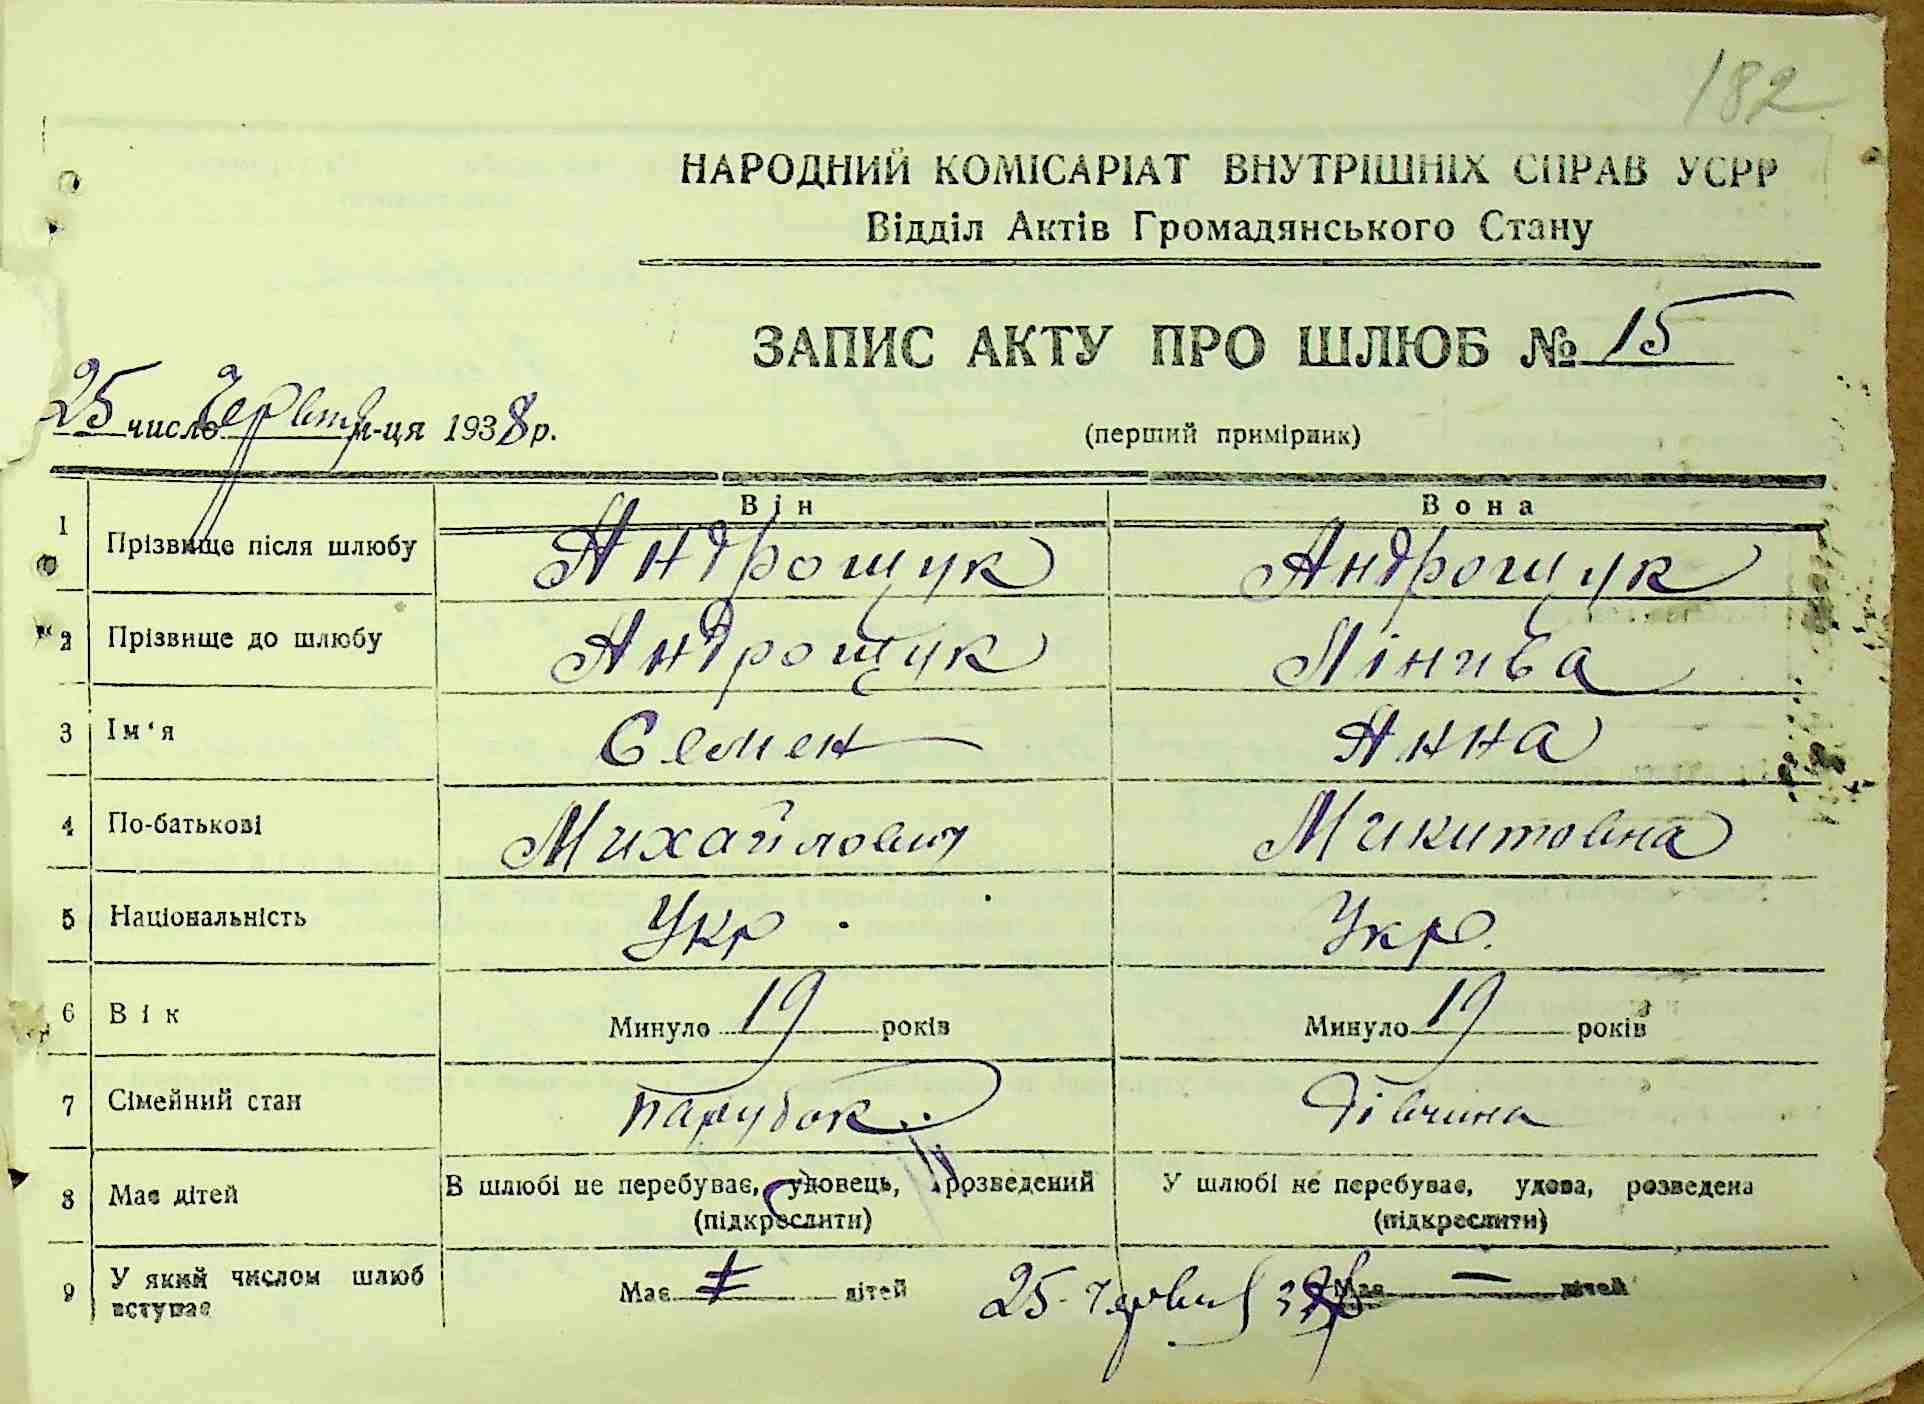 182
НАРОДНИЙ КОМІСАРІАТ ВНУТРІШНІХ СПРАВ УСРР
Відділ Актів Громадянського Стану
ЗАПИС АКТУ ПРО ШЛЮБ № 15
25 число червня м-ця 1938 р.
(перший примірник)
Він Вона
1 Прізвище після шлюбу Андрощук Андрощук
2 Прізвище до шлюбу Андрощук Лінива
3 Ім'я Семен Анна
4 По-батькові Михайлович Микитовна
5 Національність Укр. Укр.
6 Вік Минуло 19 років Минуло 19 років
7 Сімейний стан парубок дівчина
8 Має дітей В шлюбі не перебуває, удовець, розведений У шлюбі не перебуває, удова, розведена
(підкреслити) (підкреслити)
9 У який числом шлюб Має дітей 25 - червня 38 р Має — дітей
вступає